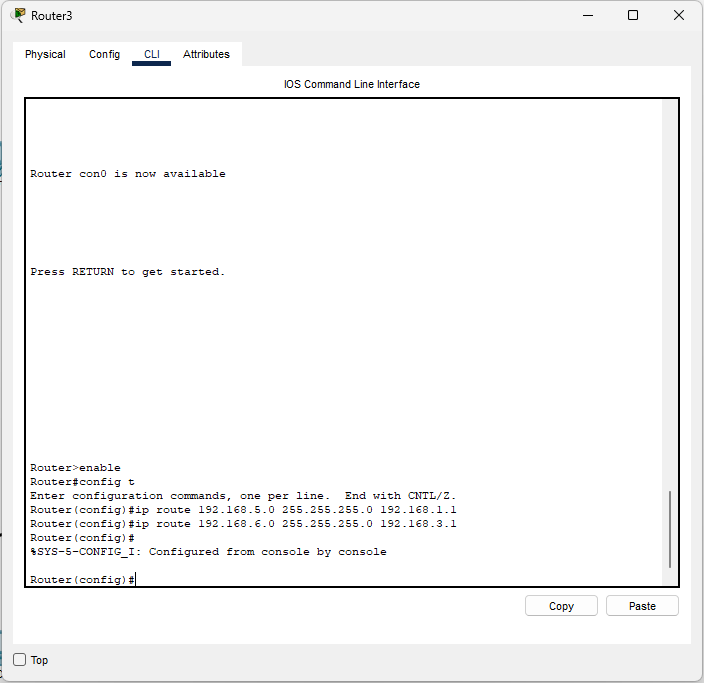 Router3
Physical Config CLI Attributes
IOS Command Line Interface
Router con0 is now available
Press RETURN to get started.
Router>enable
Router#config t
Enter configuration commands, one per line.  End with CNTL/Z.
Router(config)#ip route 192.168.5.0 255.255.255.0 192.168.1.1
Router(config)#ip route 192.168.6.0 255.255.255.0 192.168.3.1
Router(config)#
%SYS-5-CONFIG_I: Configured from console by console
Router(config)#
Copy Paste
Top